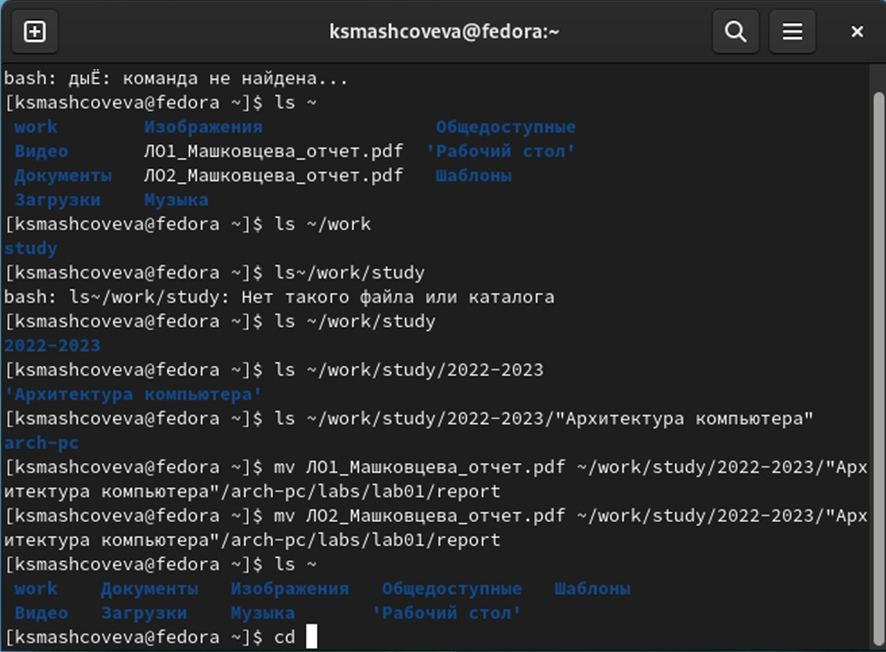 ksmashcoveva@fedora:~
bash: дыЁ: команда не найдена...
[ksmashcoveva@fedora ~]$ ls ~
work Изображения Общедоступные
Видео ЛО1_Машковцева_отчет.pdf 'Рабочий стол'
Документы ЛО2_Машковцева_отчет.pdf Шаблоны
Загрузки Музыка
[ksmashcoveva@fedora ~]$ ls ~/work
study
[ksmashcoveva@fedora ~]$ ls~/work/study
bash: ls~/work/study: Нет такого файла или каталога
[ksmashcoveva@fedora ~]$ ls ~/work/study
2022-2023
[ksmashcoveva@fedora ~]$ ls ~/work/study/2022-2023
'Архитектура компьютера'
[ksmashcoveva@fedora ~]$ ls ~/work/study/2022-2023/"Архитектура компьютера"
arch-pc
[ksmashcoveva@fedora ~]$ mv ЛО1_Машковцева_отчет.pdf ~/work/study/2022-2023/"Арх
итектура компьютера"/arch-pc/labs/lab01/report
[ksmashcoveva@fedora ~]$ mv ЛО2_Машковцева_отчет.pdf ~/work/study/2022-2023/"Арх
итектура компьютера"/arch-pc/labs/lab01/report
[ksmashcoveva@fedora ~]$ ls ~
work Документы Изображения Общедоступные Шаблоны
Видео Загрузки Музыка 'Рабочий стол'
[ksmashcoveva@fedora ~]$ cd